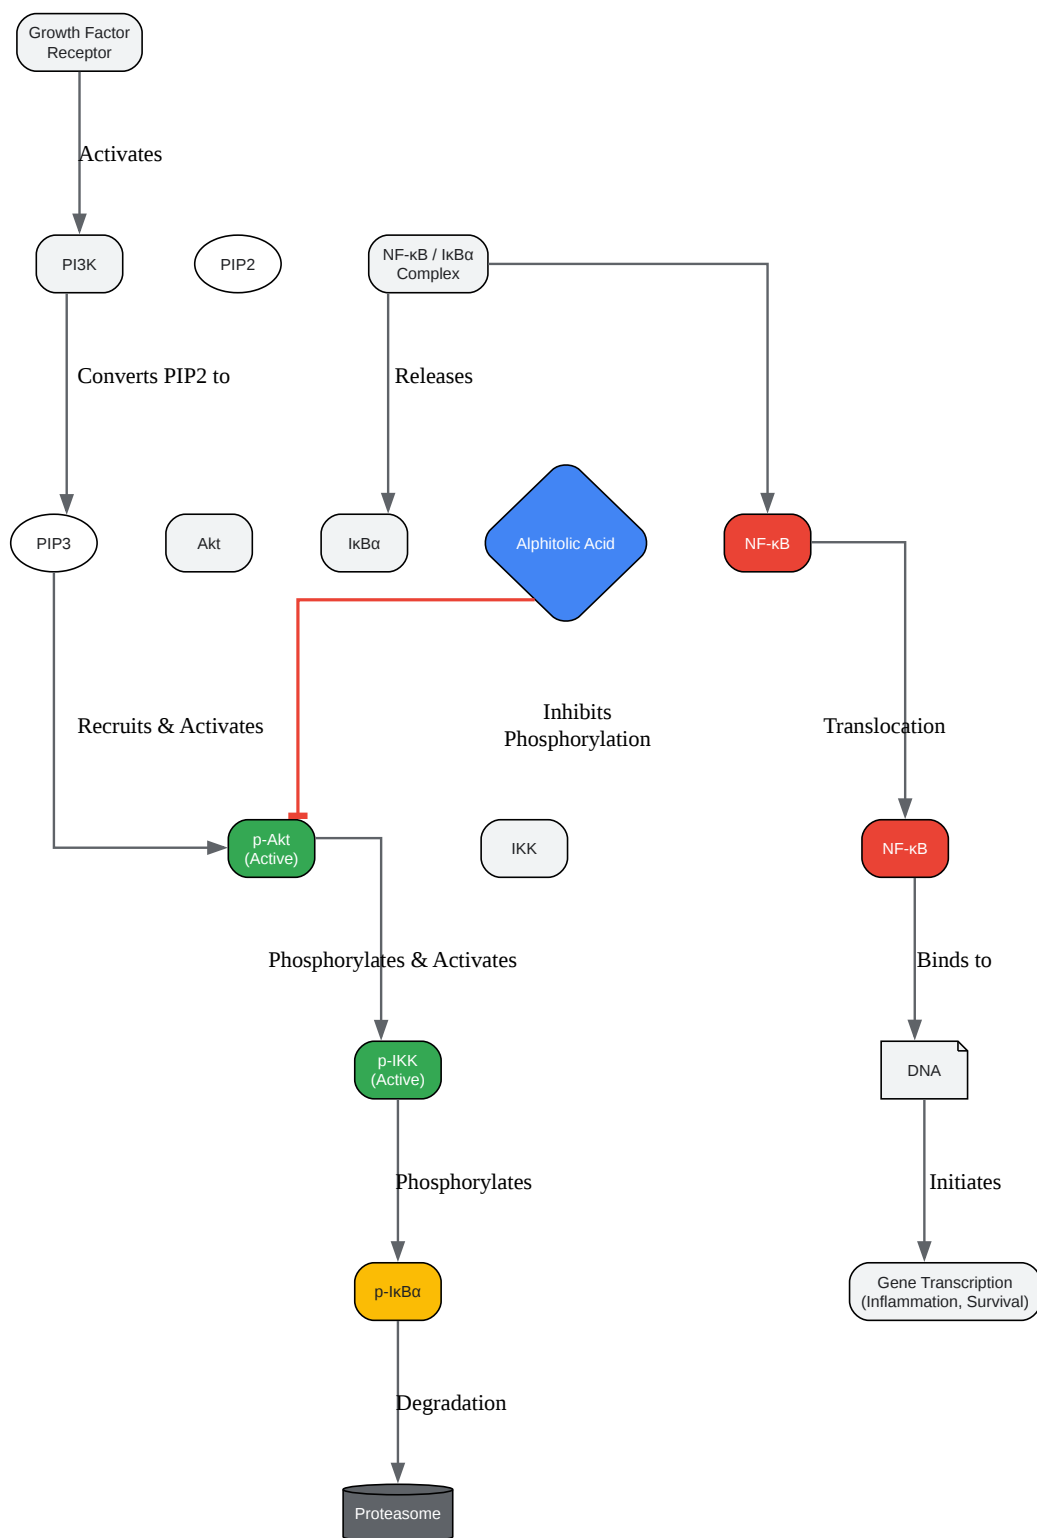 Growth Factor
Receptor
Activates
PI3K
PIP2
NF-κB / IκBα
Complex
Converts PIP2 to
Releases
PIP3
Akt
IκBα
Alphitolic Acid
NF-κB
Recruits & Activates
Inhibits
Phosphorylation
Translocation
p-Akt
(Active)
IKK
NF-κB
Phosphorylates & Activates
Binds to
p-IKK
(Active)
DNA
Phosphorylates
Initiates
p-IκBα
Gene Transcription
(Inflammation, Survival)
Degradation
Proteasome